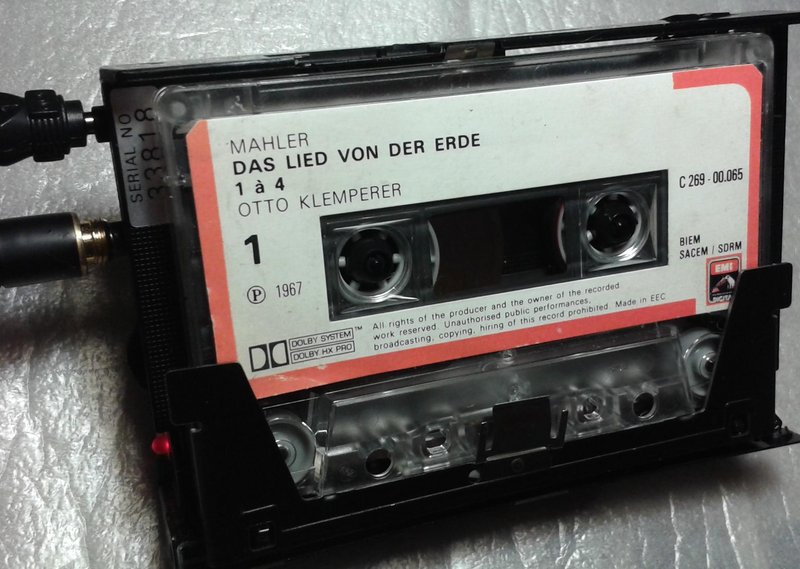 SERIAL NO
33818
MAHLER
DAS LIED VON DER ERDE
1 à 4
OTTO KLEMPERER
1
℗ 1967
C 269 - 00.065
BIEM
SACEM / SDRM
EMI
DIGITAL
DOLBY SYSTEM™
DOLBY HX PRO
All rights of the producer and the owner of the recorded
work reserved. Unauthorised public performances,
broadcasting, copying, hiring of this record prohibited. Made in EEC